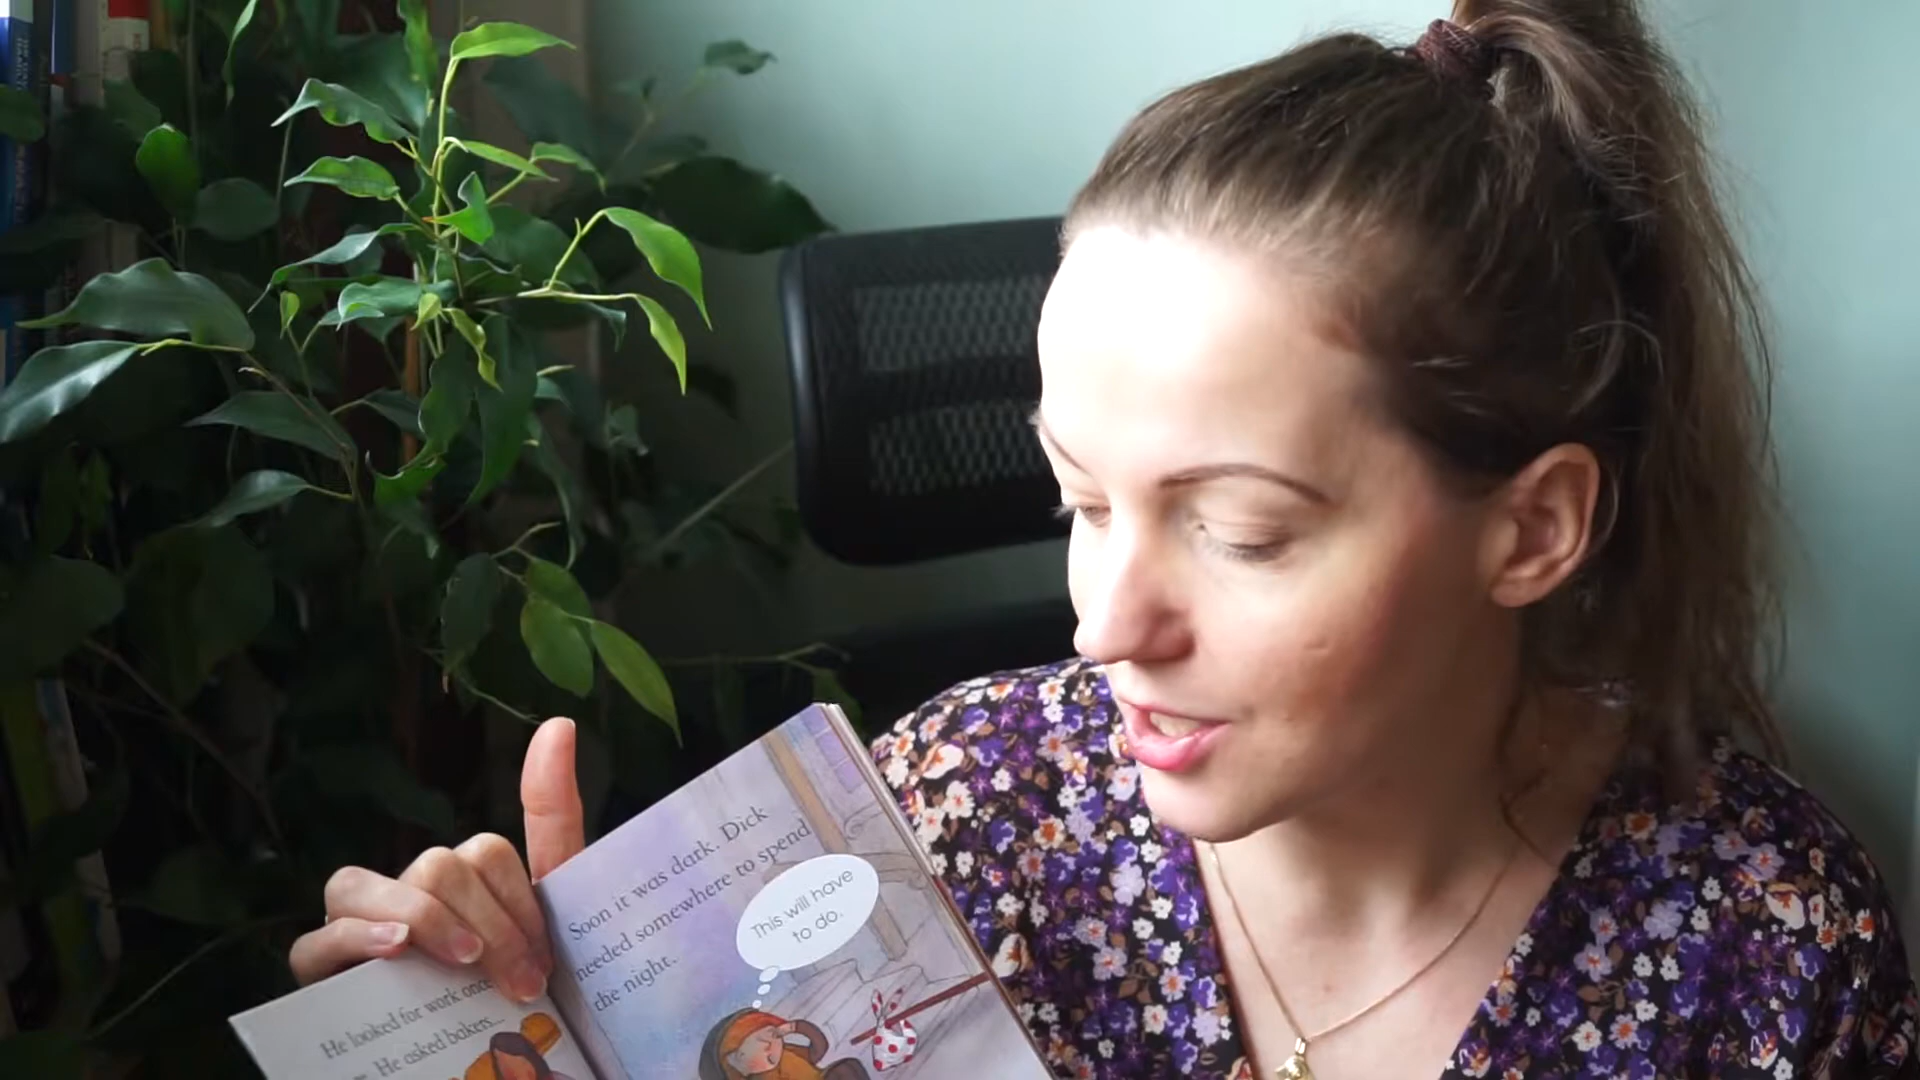 He looked for work once
He asked bakers...
Soon it was dark. Dick
needed somewhere to spend
the night.
This will have
to do.